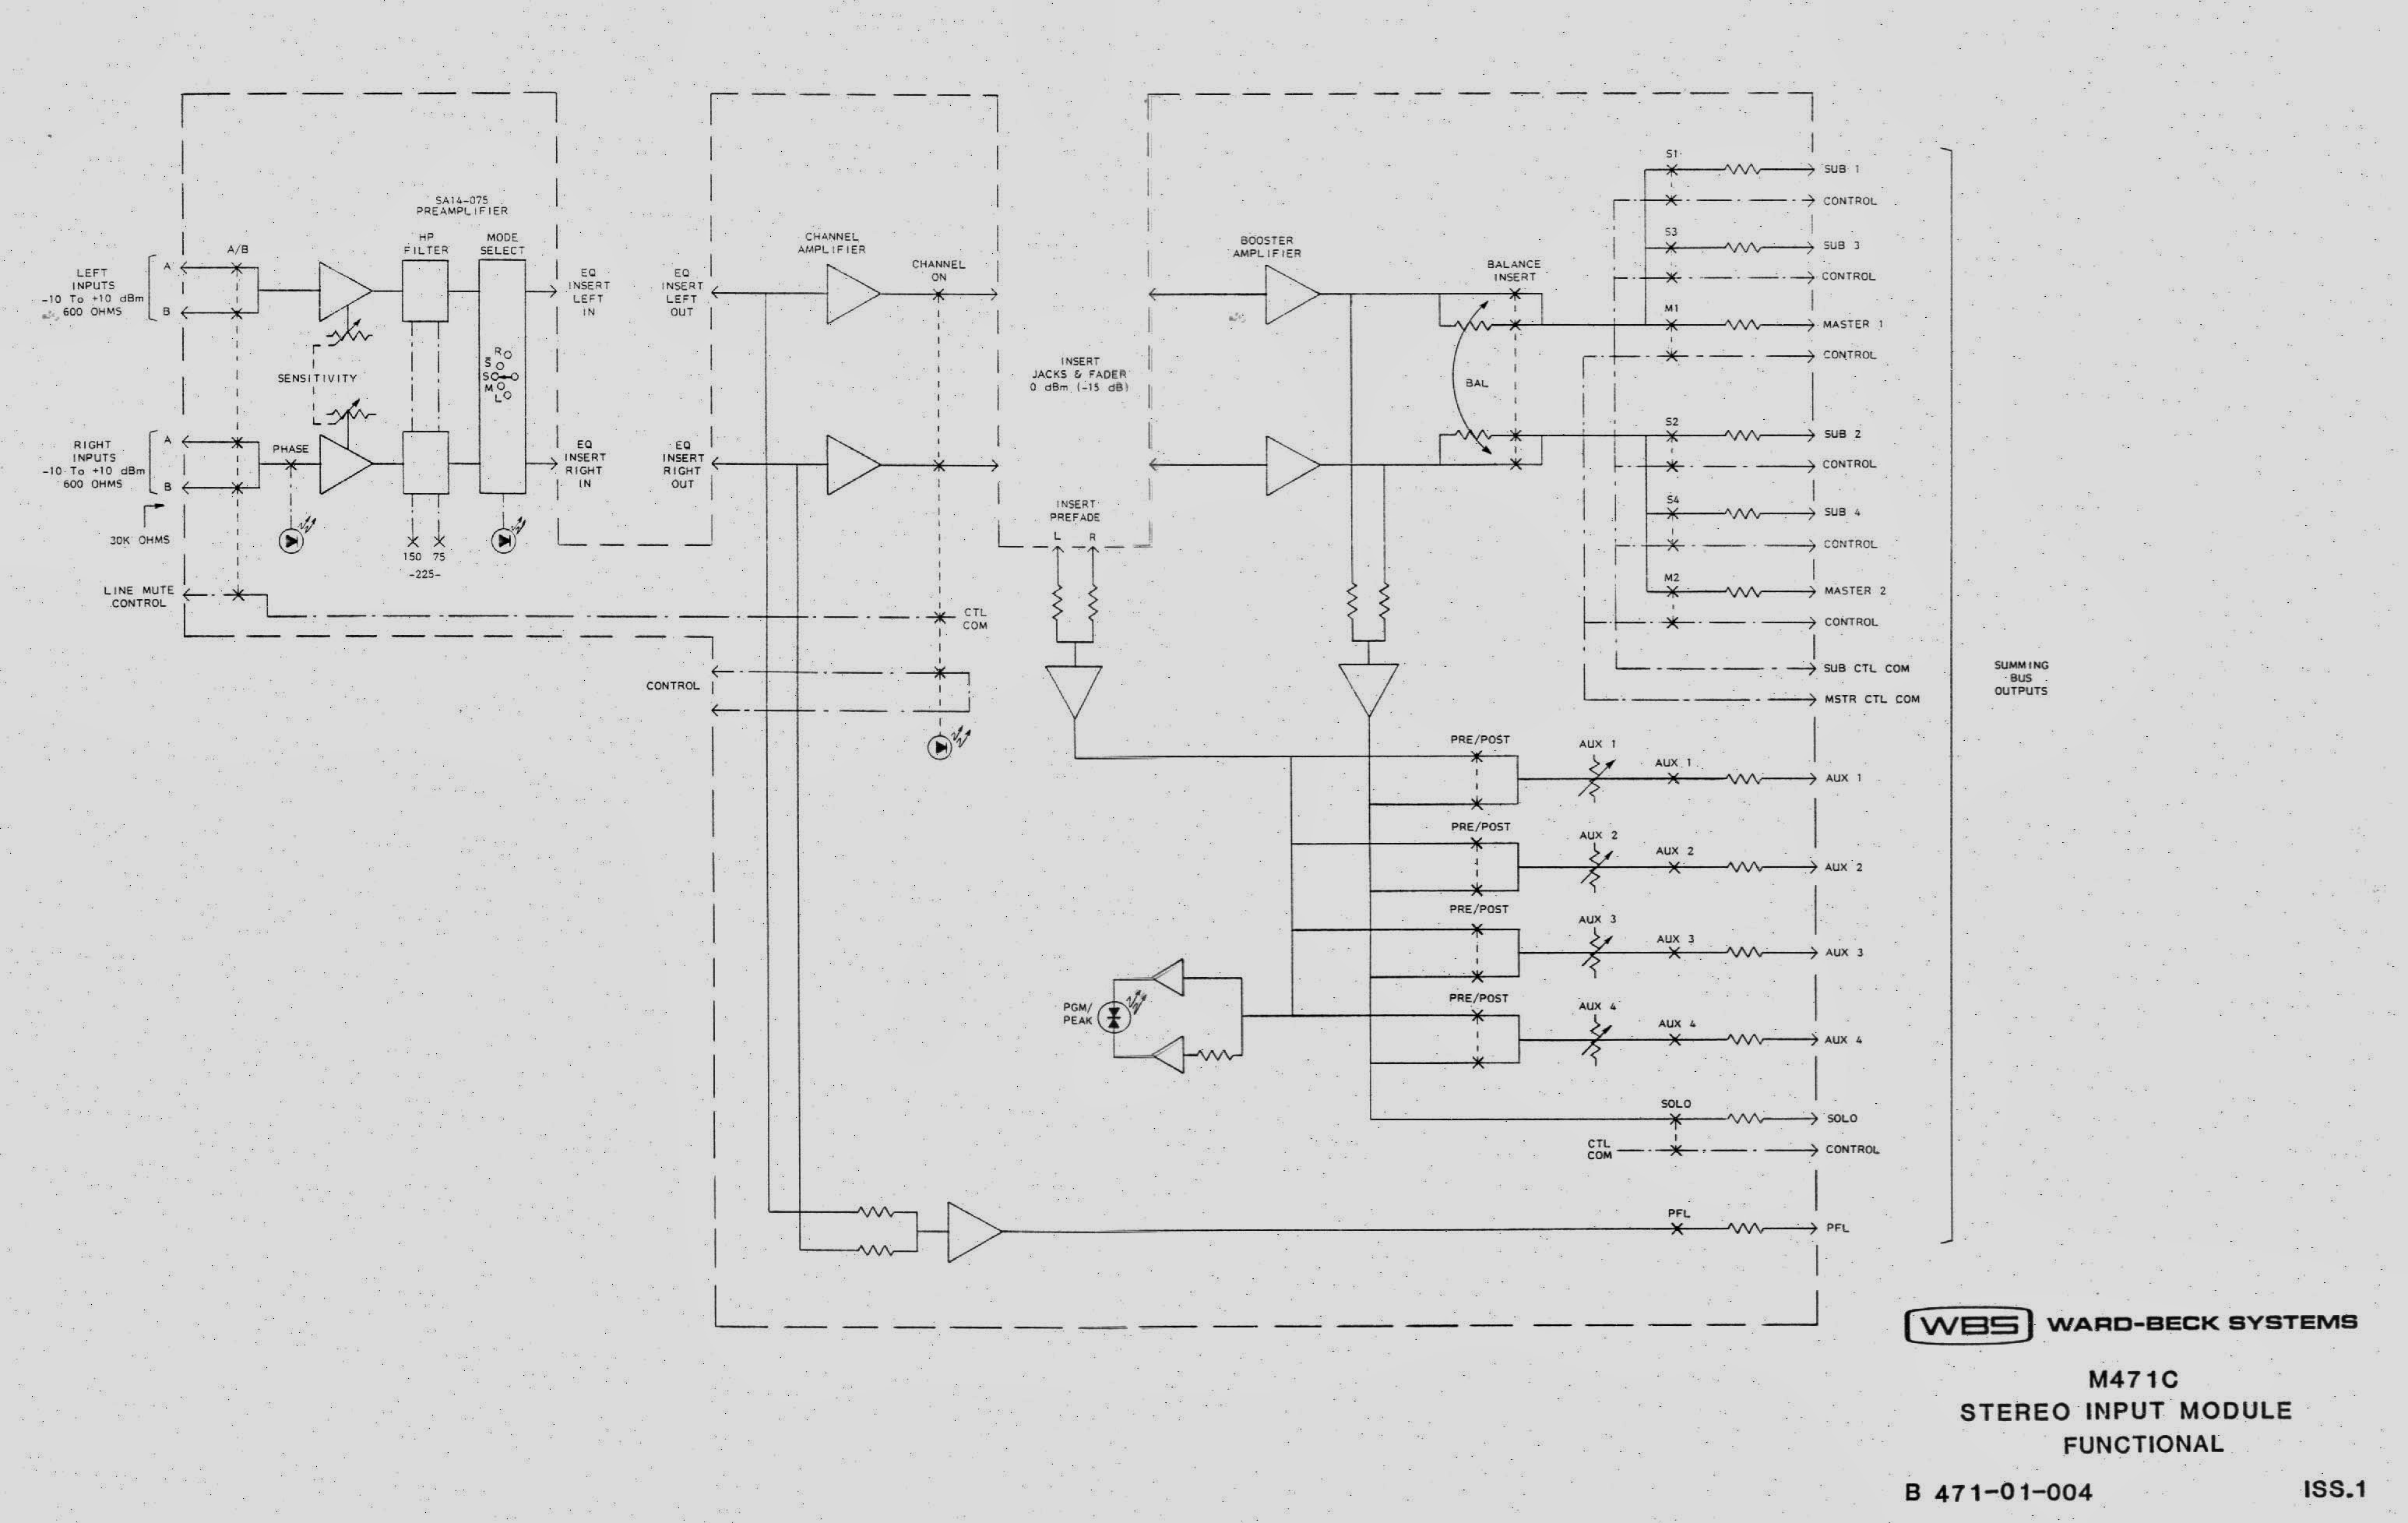 SA14-075
PREAMPLIFIER
A/B
HP
FILTER
MODE
SELECT
LEFT
INPUTS
-10 To +10 dBm
600 OHMS
A
B
SENSITIVITY
R
S̄
S
M
L
EQ
INSERT
LEFT
IN
RIGHT
INPUTS
-10 To +10 dBm
600 OHMS
A
B
PHASE
EQ
INSERT
RIGHT
IN
30K OHMS
150 75
-225-
LINE MUTE
CONTROL
EQ
INSERT
LEFT
OUT
EQ
INSERT
RIGHT
OUT
CHANNEL
AMPLIFIER
CHANNEL
ON
CTL
COM
CONTROL
INSERT
JACKS & FADER
0 dBm (-15 dB)
INSERT
PREFADE
L R
BOOSTER
AMPLIFIER
BALANCE
INSERT
BAL
S1
SUB 1
CONTROL
S3
SUB 3
CONTROL
M1
MASTER 1
CONTROL
S2
SUB 2
CONTROL
S4
SUB 4
CONTROL
M2
MASTER 2
CONTROL
SUB CTL COM
MSTR CTL COM
SUMMING
BUS
OUTPUTS
PRE/POST
AUX 1
AUX 1
AUX 1
PRE/POST
AUX 2
AUX 2
AUX 2
PRE/POST
AUX 3
AUX 3
AUX 3
PGM/
PEAK
PRE/POST
AUX 4
AUX 4
AUX 4
SOLO
SOLO
CTL
COM
CONTROL
PFL
PFL
WBS WARD-BECK SYSTEMS
M471C
STEREO INPUT MODULE
FUNCTIONAL
B 471-01-004 ISS.1